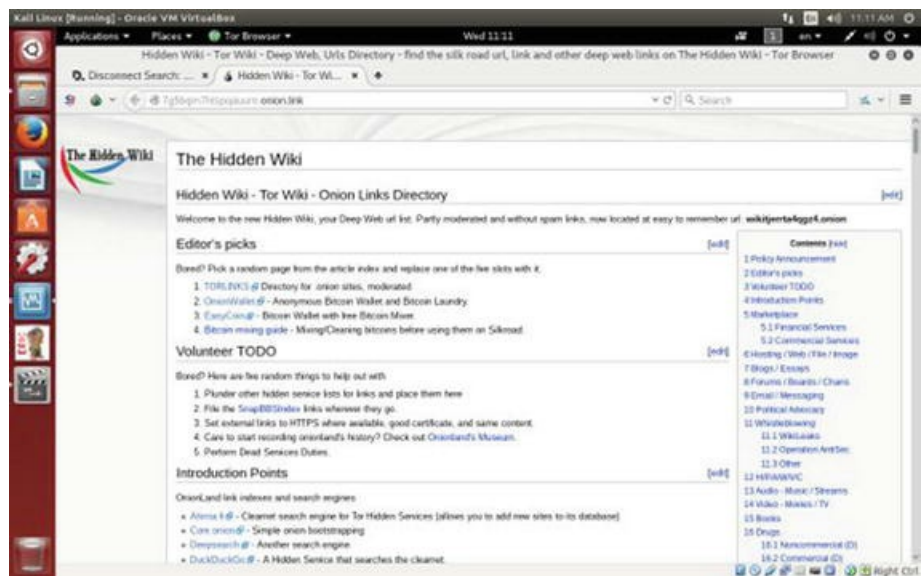 Kali Linux [Running] - Oracle VM VirtualBox
11:11 AM
Applications Places Tor Browser Wed 11:11 1 en
Hidden Wiki - Tor Wiki - Deep Web, Urls Directory - find the silk road url, link and other deep web links on The Hidden Wiki - Tor Browser
Disconnect Search: ... Hidden Wiki - Tor Wi...
.onion.link Search
The Hidden Wiki
The Hidden Wiki
Hidden Wiki - Tor Wiki - Onion Links Directory [edit]
Welcome to the new Hidden Wiki, your Deep Web url list. Partly moderated and without spam links, now located at easy to remember url:
Editor's picks [edit]
Bored? Pick a random page from the article index and replace one of the five slots with it.
1. TORLINKS Directory for .onion sites, moderated.
2. OnionWallet - Anonymous Bitcoin Wallet and Bitcoin Laundry.
3. EasyCoin - Bitcoin Wallet with free Bitcoin Mixer.
4. Bitcoin mixing guide - Mixing/Cleaning bitcoins before using them on Silkroad.
Volunteer TODO [edit]
Bored? Here are five random things to help out with.
1. Plunder other hidden service lists for links and place them here
2. File the SnapBBSIndex links wherever they go.
3. Set external links to HTTPS where available, good certificate, and same content.
4. Care to start recording onionland's history? Check out Onionland's Museum.
5. Perform Dead Services Duties.
Introduction Points [edit]
OnionLand link indexes and search engines
Ahmia.fi - Clearnet search engine for Tor Hidden Services (allows you to add new sites to its database)
- Simple onion bootstrapping
Deepsearch - Another search engine.
DuckDuckGo - A Hidden Service that searches the clearnet.
Contents [hide]
1 Policy Announcement
2 Editor's picks
3 Volunteer TODO
4 Introduction Points
5 Marketplace
5.1 Financial Services
5.2 Commercial Services
6 Hosting / Web / File / Image
7 Blogs / Essays
8 Forums / Boards / Chans
9 Email / Messaging
10 Political Advocacy
11 Whistleblowing
11.1 WikiLeaks
11.2 Operation AntiSec
11.3 Other
12 H/P/A/W/V/C
13 Audio - Music / Streams
14 Video - Movies / TV
15 Books
16 Drugs
16.1 Noncommercial (D)
16.2 Commercial (D)
Right Ctrl